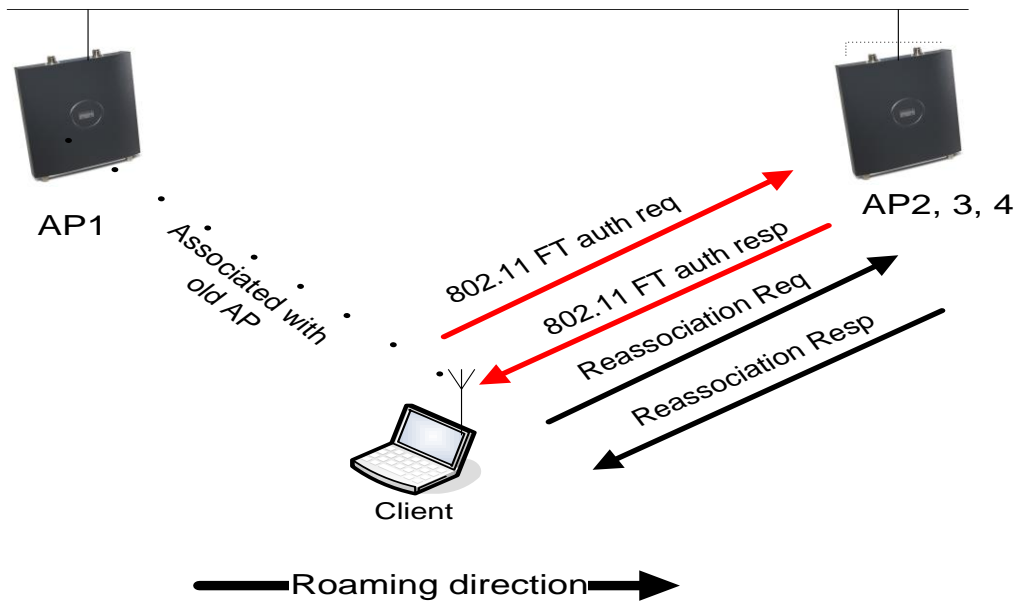 AP1
AP2, 3, 4
Associated with
old AP
802.11 FT auth req
802.11 FT auth resp
Reassociation Req
Reassociation Resp
Client
Roaming direction